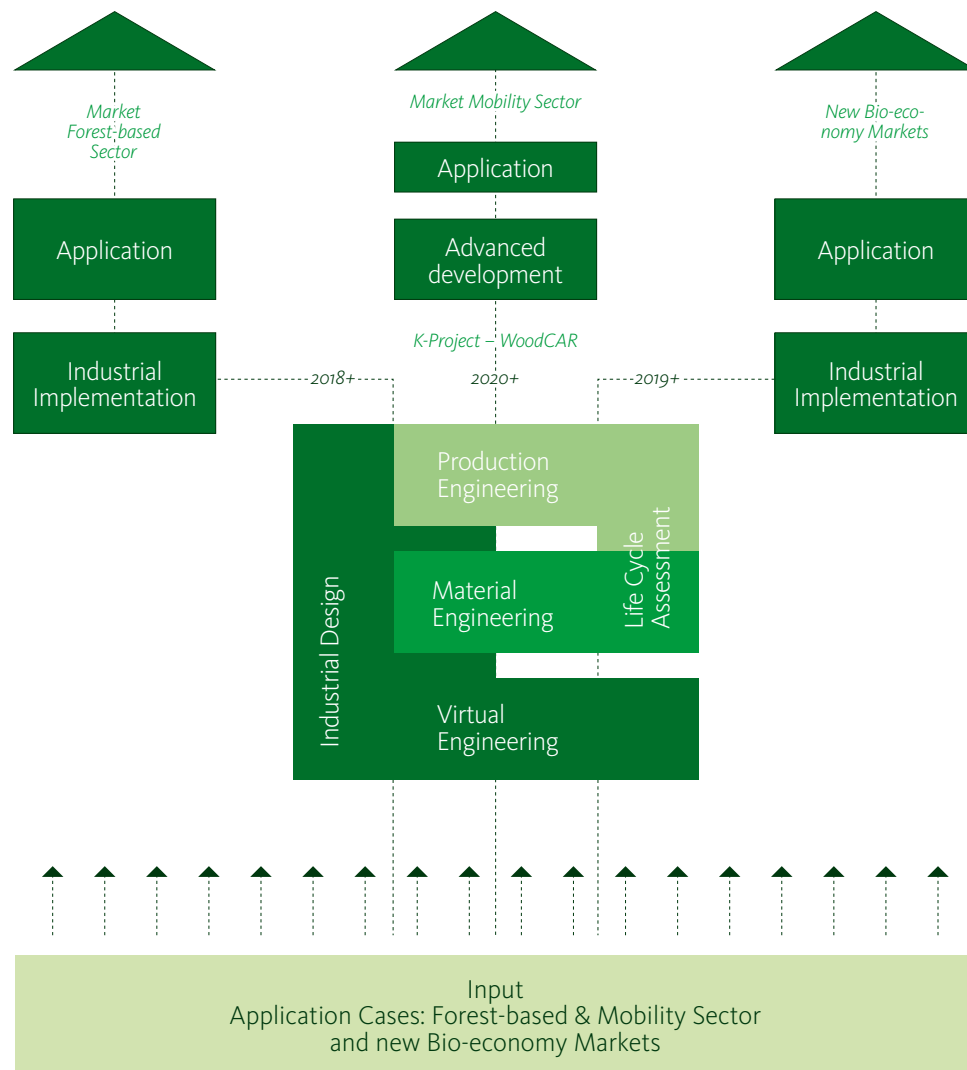 Market
Forest-based
Sector
Market Mobility Sector
New Bio-eco-
nomy Markets
Application
Application
Advanced
development
Application
K-Project – WoodCAR
Industrial
Implementation
2018+
2020+
2019+
Industrial
Implementation
Production
Engineering
Industrial Design
Material
Engineering
Life Cycle
Assessment
Virtual
Engineering
Input
Application Cases: Forest-based & Mobility Sector
and new Bio-economy Markets